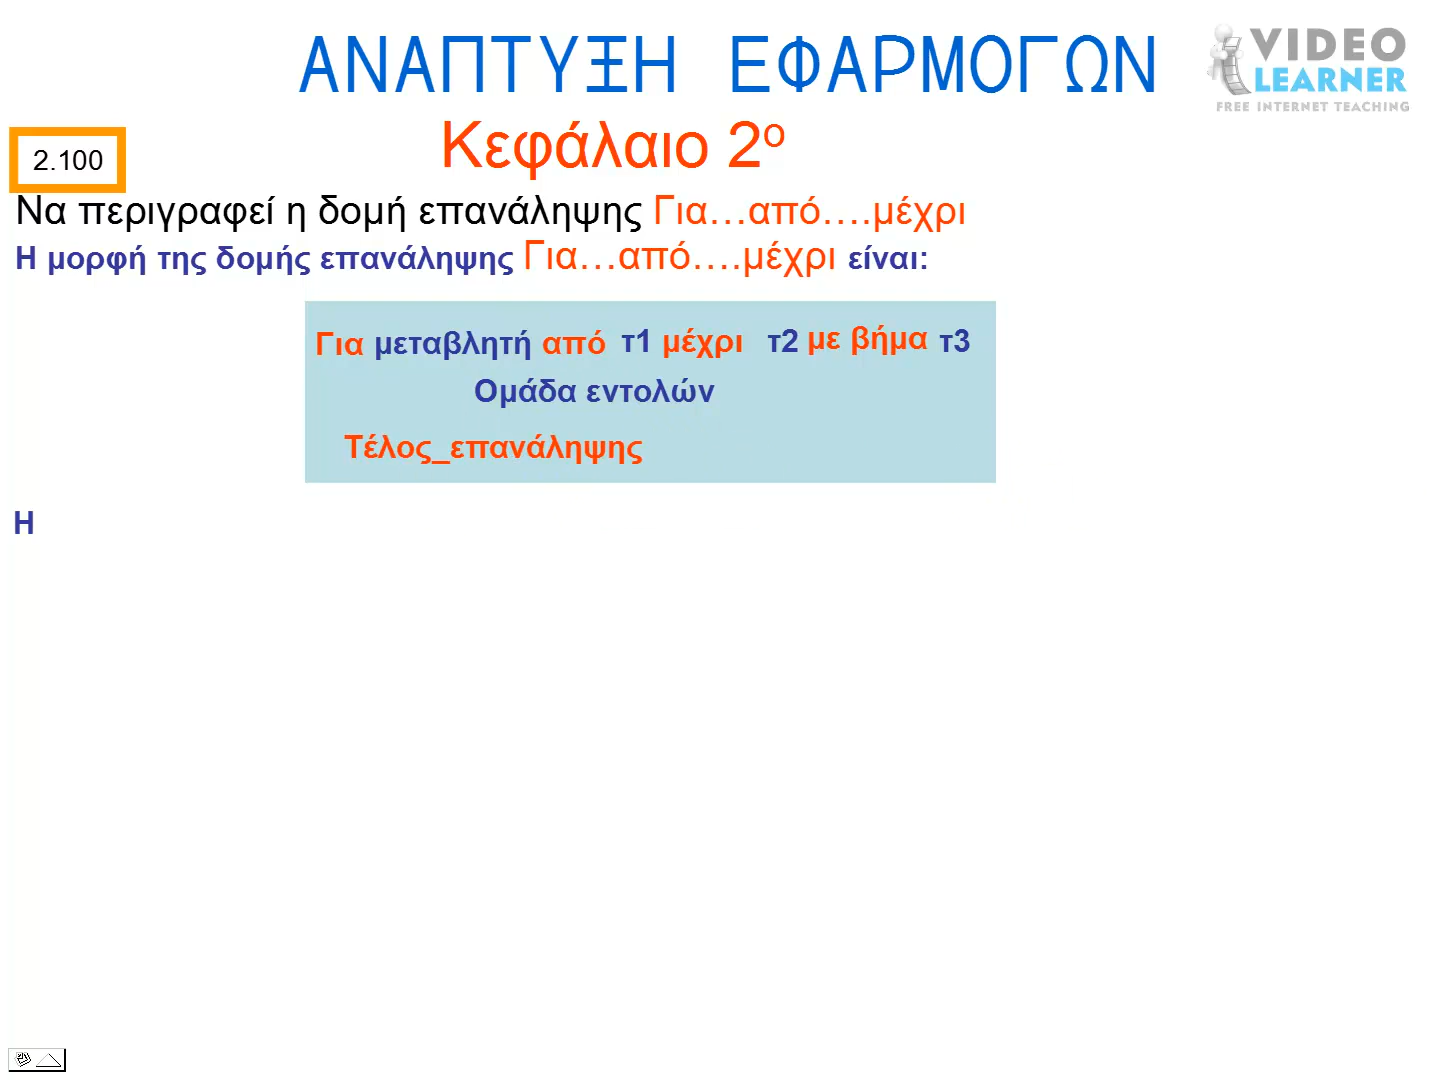 ΑΝΑΠΤΥΞΗ ΕΦΑΡΜΟΓΩΝ
VIDEO
LEARNER
FREE INTERNET TEACHING
Κεφάλαιο 2ο
2.100
Να περιγραφεί η δομή επανάληψης Για...από....μέχρι
Η μορφή της δομής επανάληψης Για...από....μέχρι είναι:
Για μεταβλητή από τ1 μέχρι τ2 με βήμα τ3
Ομάδα εντολών
Τέλος_επανάληψης
Η